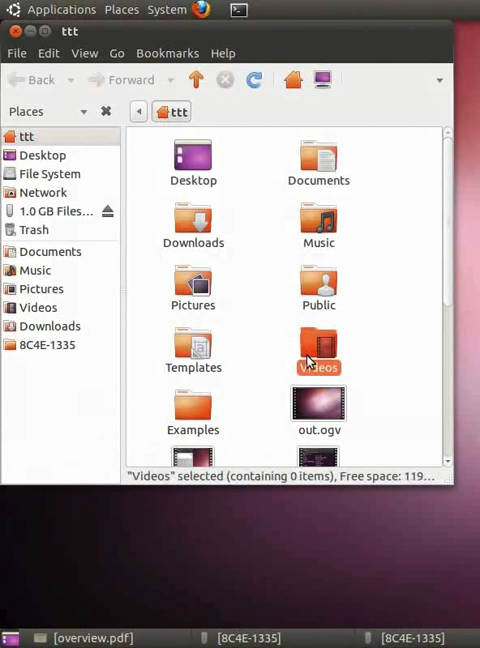 Applications Places System
ttt
File Edit View Go Bookmarks Help
Back Forward
Places ttt
ttt
Desktop
File System
Network
1.0 GB Files...
Trash
Documents
Music
Pictures
Videos
Downloads
8C4E-1335
Desktop Documents
Downloads Music
Pictures Public
Templates Videos
Examples out.ogv
"Videos" selected (containing 0 items), Free space: 119...
[overview.pdf] [8C4E-1335] [8C4E-1335]